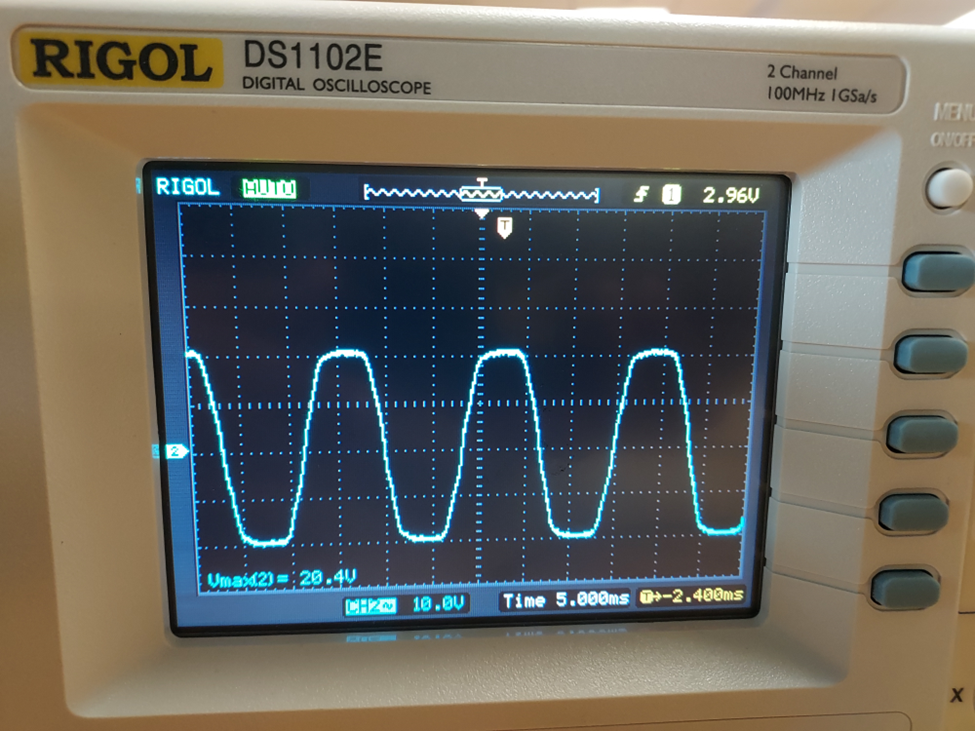 RIGOL DS1102E
DIGITAL OSCILLOSCOPE
2 Channel
100MHz 1GSa/s
MENU
ON/OFF
RIGOL AUTO T 1 2.96V
T
2
Vmax(2)= 20.4V
CH2~ 10.0V Time 5.000ms T→-2.400ms
X